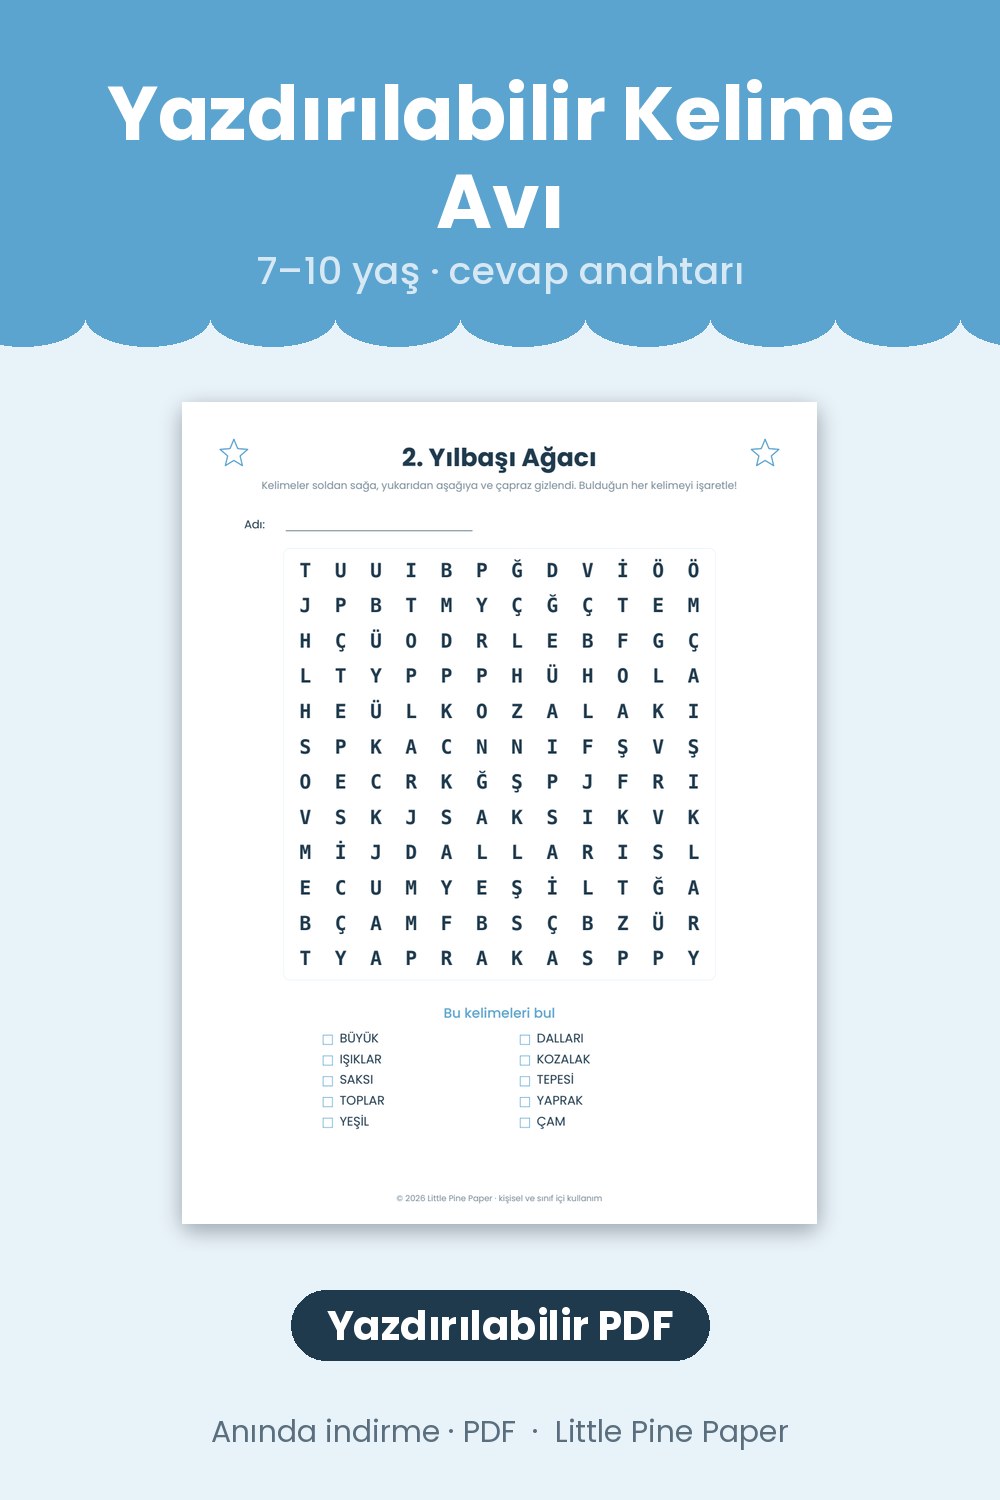 Yazdırılabilir Kelime
Avı
7–10 yaş · cevap anahtarı
2. Yılbaşı Ağacı
Kelimeler soldan sağa, yukarıdan aşağıya ve çapraz gizlendi. Bulduğun her kelimeyi işaretle!
Adı:
T U U I B P Ğ D V İ Ö Ö
J P B T M Y Ç Ğ Ç T E M
H Ç Ü O D R L E B F G Ç
L T Y P P P H Ü H O L A
H E Ü L K O Z A L A K I
S P K A C N N I F Ş V Ş
O E C R K Ğ Ş P J F R I
V S K J S A K S I K V K
M İ J D A L L A R I S L
E C U M Y E Ş İ L T Ğ A
B Ç A M F B S Ç B Z Ü R
T Y A P R A K A S P P Y
Bu kelimeleri bul
BÜYÜK DALLARI
IŞIKLAR KOZALAK
SAKSI TEPESİ
TOPLAR YAPRAK
YEŞİL ÇAM
© 2026 Little Pine Paper · kişisel ve sınıf içi kullanım
Yazdırılabilir PDF
Anında indirme · PDF · Little Pine Paper